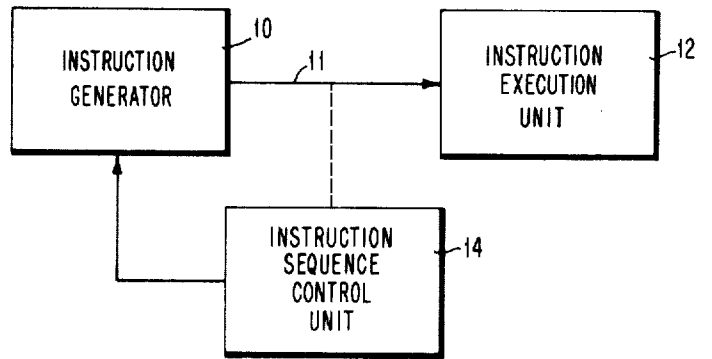 10
INSTRUCTION
GENERATOR
11
12
INSTRUCTION
EXECUTION
UNIT
14
INSTRUCTION
SEQUENCE
CONTROL
UNIT